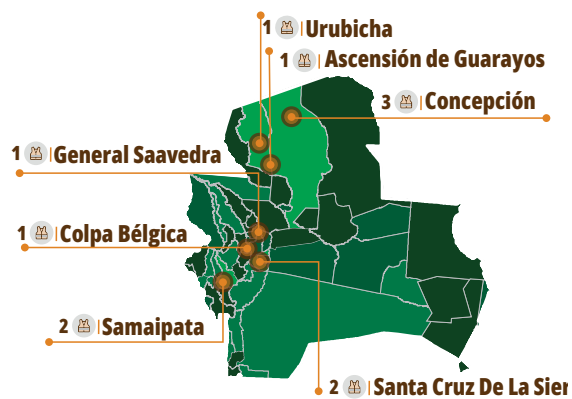 1 Urubicha
1 Ascensión de Guarayos
3 Concepción
1 General Saavedra
1 Colpa Bélgica
2 Samaipata
2 Santa Cruz De La Sier